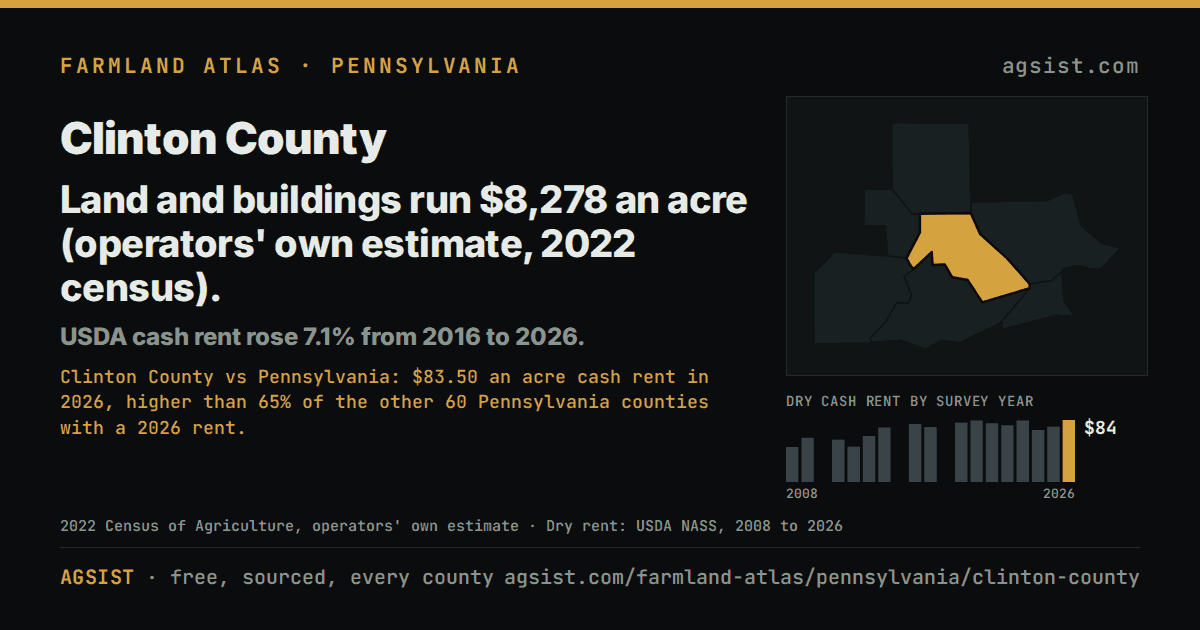 FARMLAND ATLAS · PENNSYLVANIA
agsist.com
Clinton County
Land and buildings run $8,278 an acre
(operators' own estimate, 2022
census).
USDA cash rent rose 7.1% from 2016 to 2026.
Clinton County vs Pennsylvania: $83.50 an acre cash rent in
2026, higher than 65% of the other 60 Pennsylvania counties
with a 2026 rent.
DRY CASH RENT BY SURVEY YEAR
$84
2008
2026
2022 Census of Agriculture, operators' own estimate · Dry rent: USDA NASS, 2008 to 2026
AGSIST · free, sourced, every county
agsist.com/farmland-atlas/pennsylvania/clinton-county